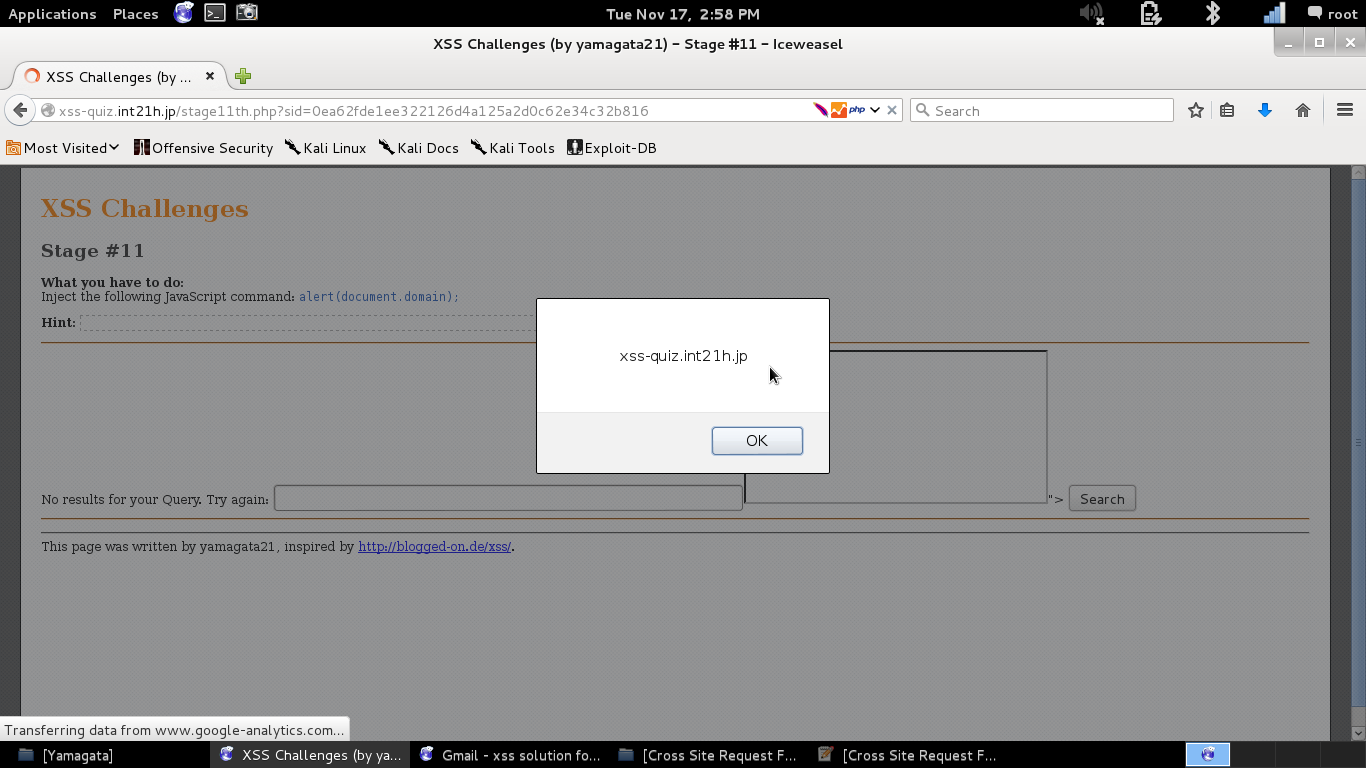 Applications Places Tue Nov 17, 2:58 PM root
XSS Challenges (by yamagata21) - Stage #11 - Iceweasel
XSS Challenges (by ...
xss-quiz.int21h.jp/stage11th.php?sid=0ea62fde1ee322126d4a125a2d0c62e34c32b816 php Search
Most Visited Offensive Security Kali Linux Kali Docs Kali Tools Exploit-DB
XSS Challenges
Stage #11
What you have to do:
Inject the following JavaScript command: alert(document.domain);
Hint:
xss-quiz.int21h.jp
OK
No results for your Query. Try again: "> Search
This page was written by yamagata21, inspired by http://blogged-on.de/xss/.
Transferring data from www.google-analytics.com...
[Yamagata] XSS Challenges (by ya... Gmail - xss solution fo... [Cross Site Request F... [Cross Site Request F...